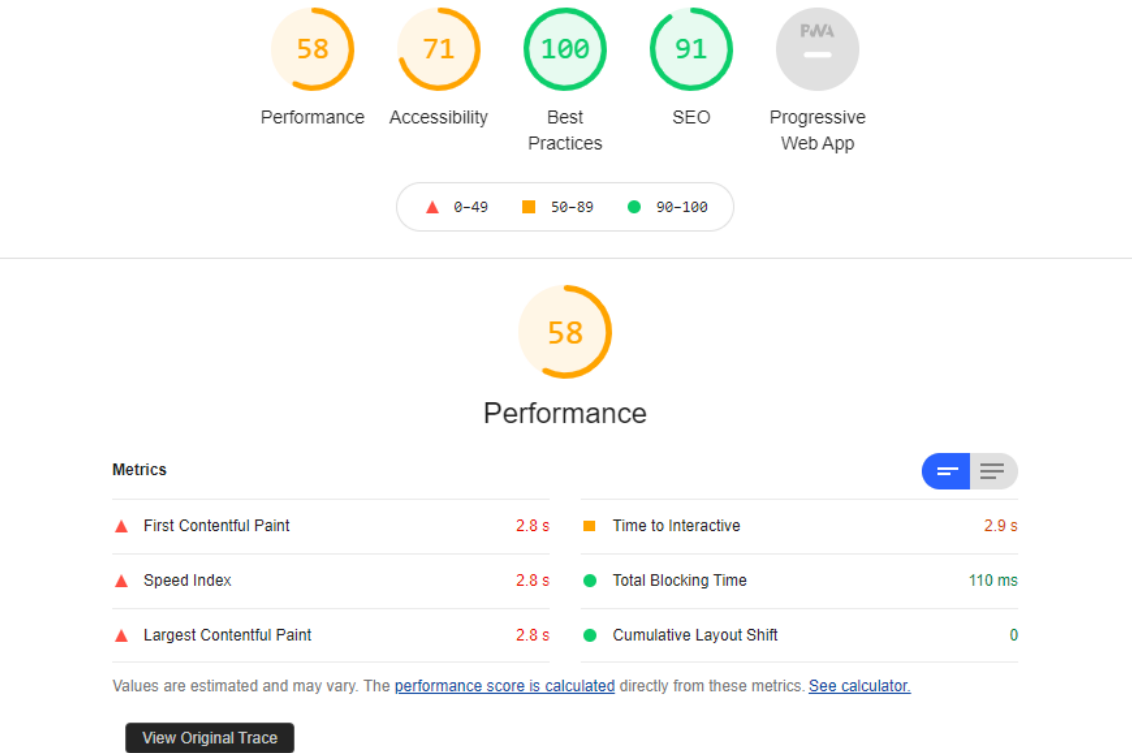 58 71 100 91 PWA
Performance Accessibility Best Practices SEO Progressive Web App
0–49 50–89 90–100
58
Performance
Metrics
First Contentful Paint 2.8 s
Time to Interactive 2.9 s
Speed Index 2.8 s
Total Blocking Time 110 ms
Largest Contentful Paint 2.8 s
Cumulative Layout Shift 0
Values are estimated and may vary. The performance score is calculated directly from these metrics. See calculator.
View Original Trace